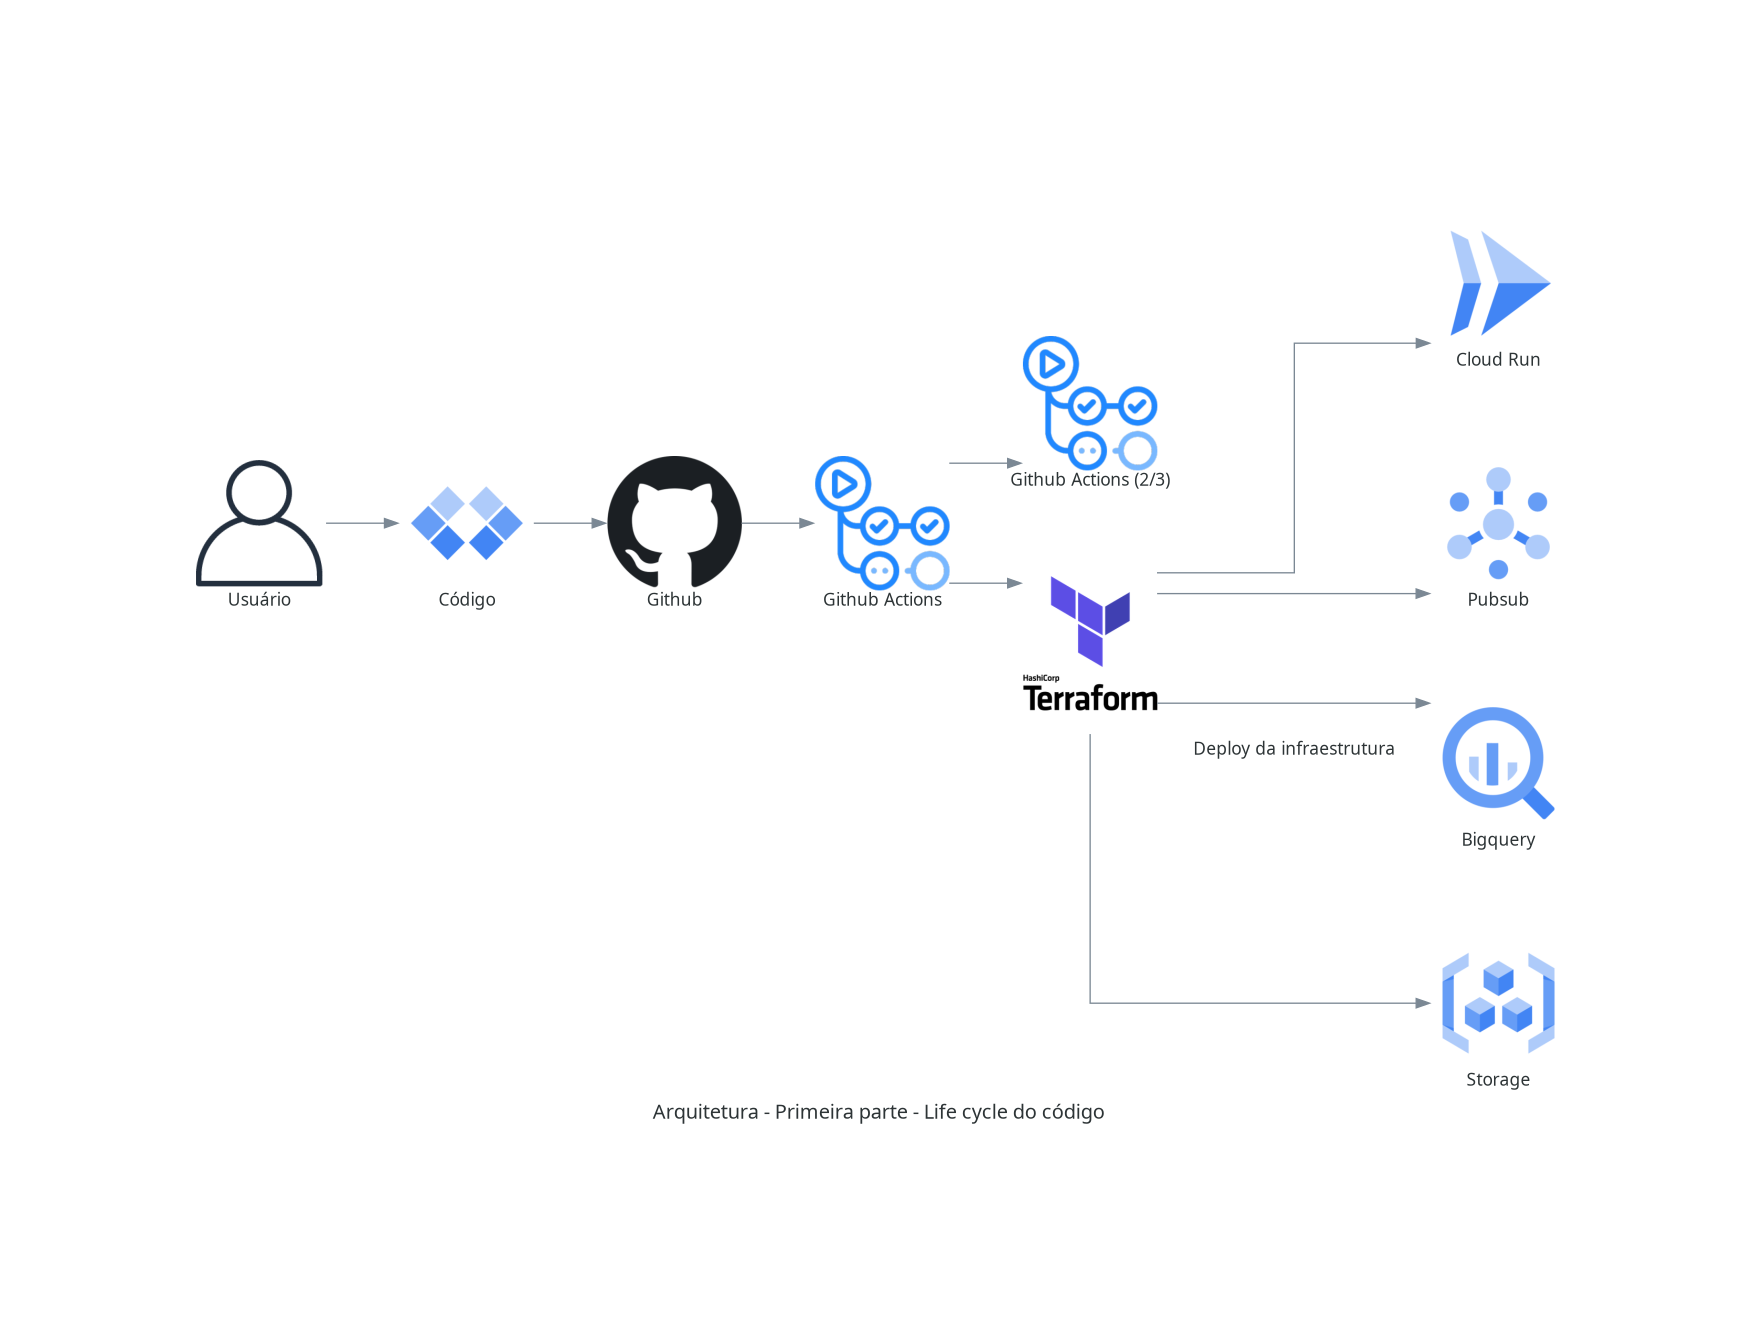 Cloud Run
Github Actions (2/3)
Usuário
Código
Github
Github Actions
Pubsub
HashiCorp
Terraform
Deploy da infraestrutura
Bigquery
Storage
Arquitetura - Primeira parte - Life cycle do código